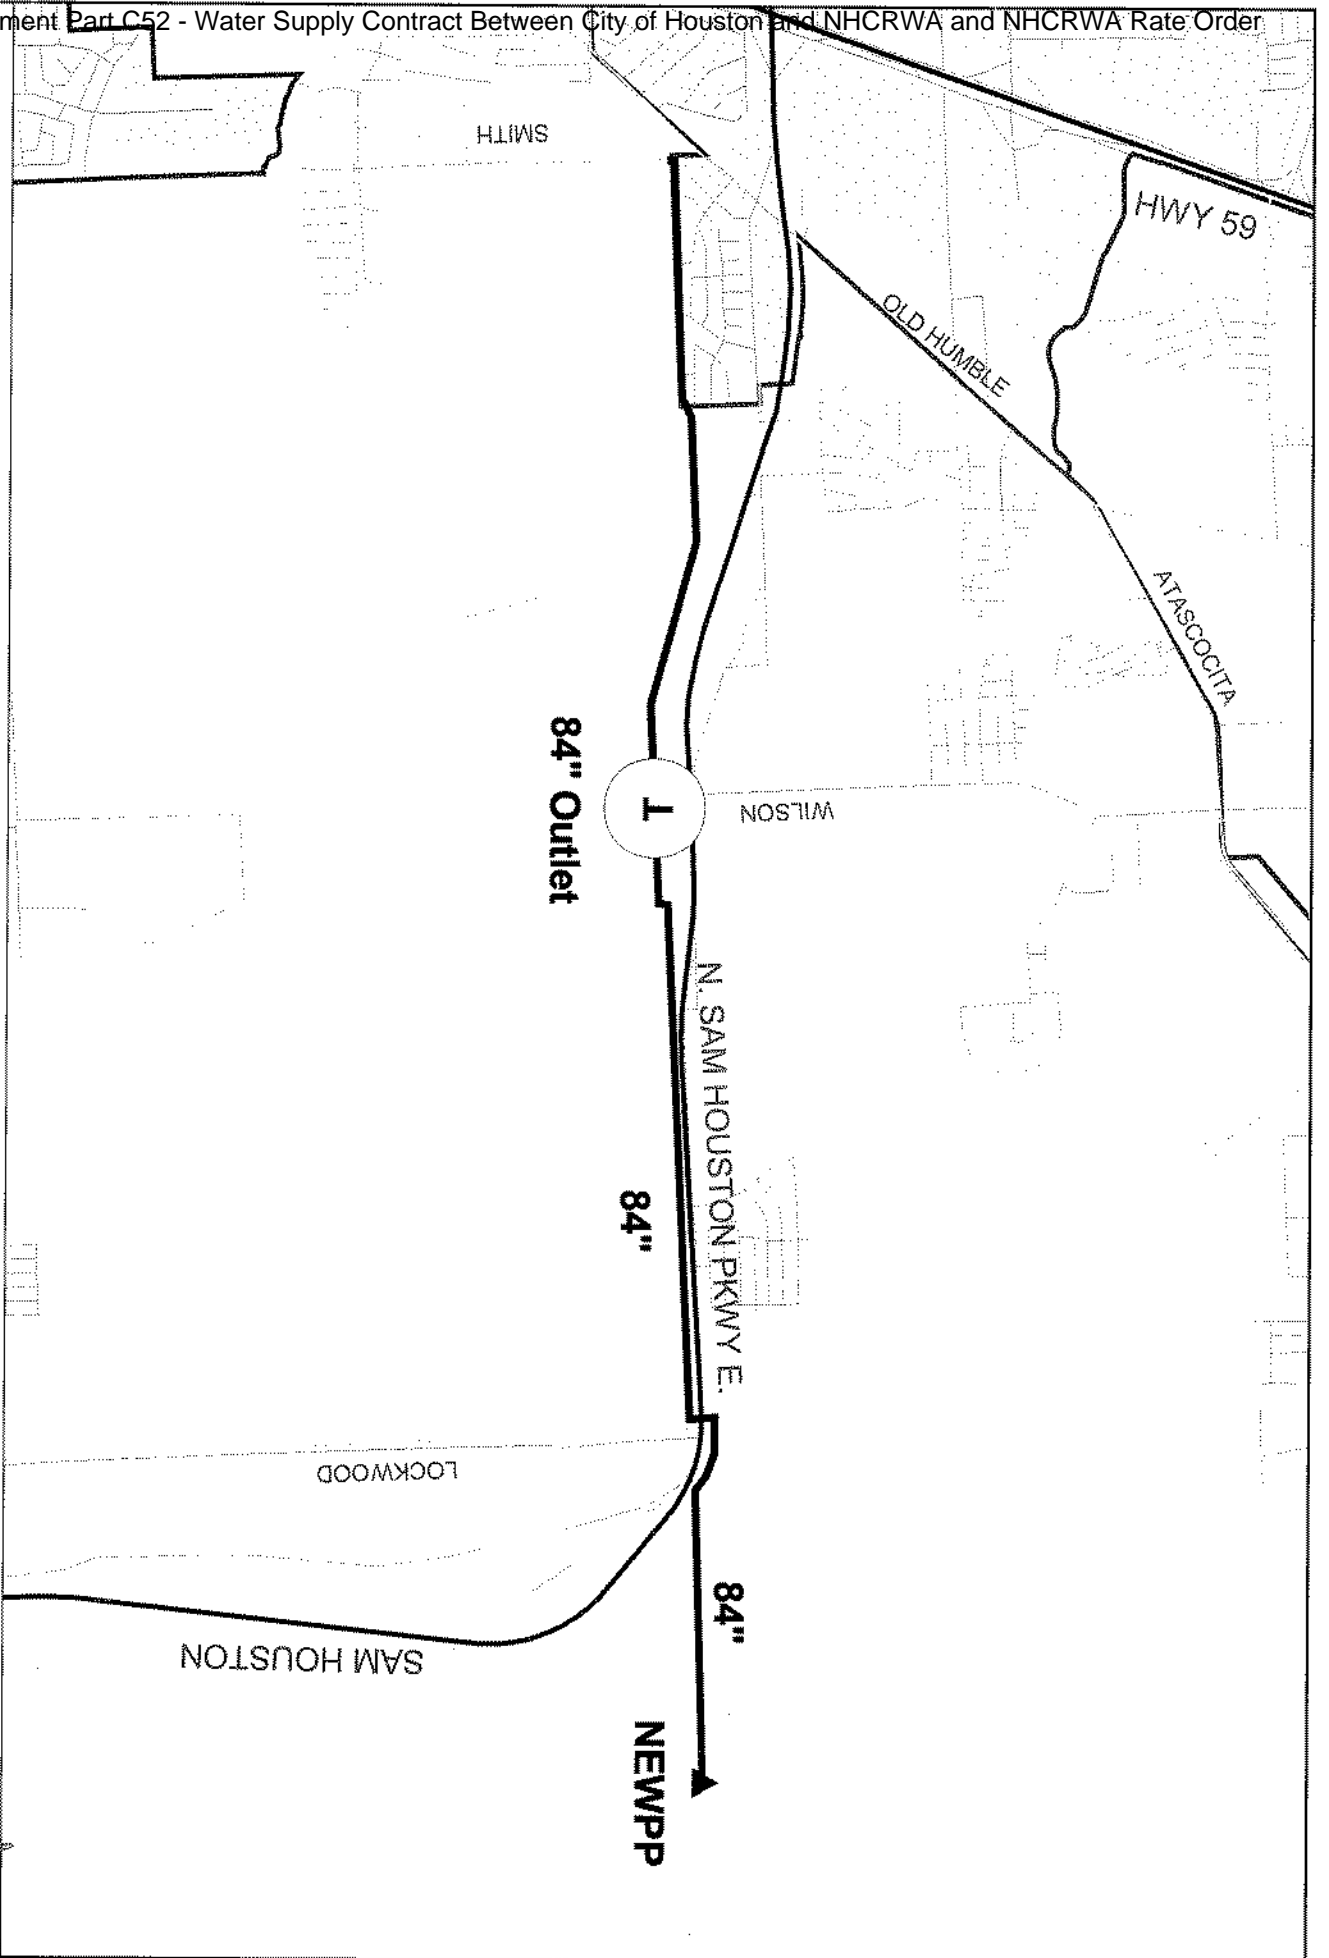 ment Part C52 - Water Supply Contract Between City of Houston and NHCRWA and NHCRWA Rate Order
SMITH
HWY 59
OLD HUMBLE
ATASCOCITA
84" Outlet
T
WILSON
N. SAM HOUSTON PKWY E.
84"
LOCKWOOD
84"
SAM HOUSTON
NEWPP